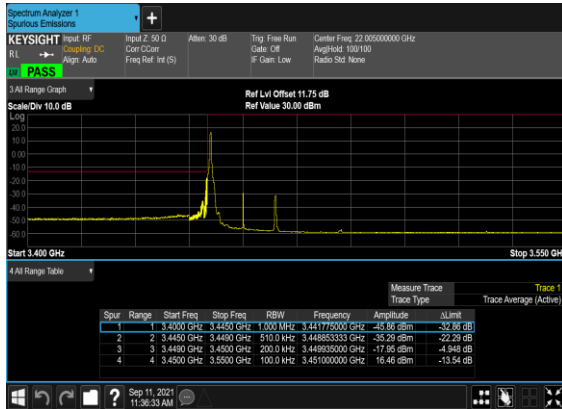 Spectrum Analyzer 1
Spurious Emissions
KEYSIGHT Input: RF Input Z: 50 Ω Atten: 30 dB Trig: Free Run Center Freq: 22.005000000 GHz
RL Coupling: DC Corr CCorr Gate: Off Avg|Hold: 100/100
Align: Auto Freq Ref: Int (S) IF Gain: Low Radio Std: None
PASS
3 All Range Graph
Ref Lvl Offset 11.75 dB
Scale/Div 10.0 dB Ref Value 30.00 dBm
Log
20.0
10.0
0.00
-10.0
-20.0
-30.0
-40.0
-50.0
-60.0
Start 3.400 GHz Stop 3.550 GH
4 All Range Table
Measure Trace Trace 1
Trace Type Trace Average (Active)
Spur Range Start Freq Stop Freq RBW Frequency Amplitude ΔLimit
1 1 3.4000 GHz 3.4450 GHz 1.000 MHz 3.441775000 GHz -45.86 dBm -32.86 dB
2 2 3.4450 GHz 3.4490 GHz 510.0 kHz 3.448853333 GHz -35.29 dBm -22.29 dB
3 3 3.4490 GHz 3.4500 GHz 200.0 kHz 3.449935000 GHz -17.95 dBm -4.948 dB
4 4 3.4500 GHz 3.5500 GHz 100.0 kHz 3.451000000 GHz 16.46 dBm -13.54 dB
Sep 11, 2021
11:36:33 AM